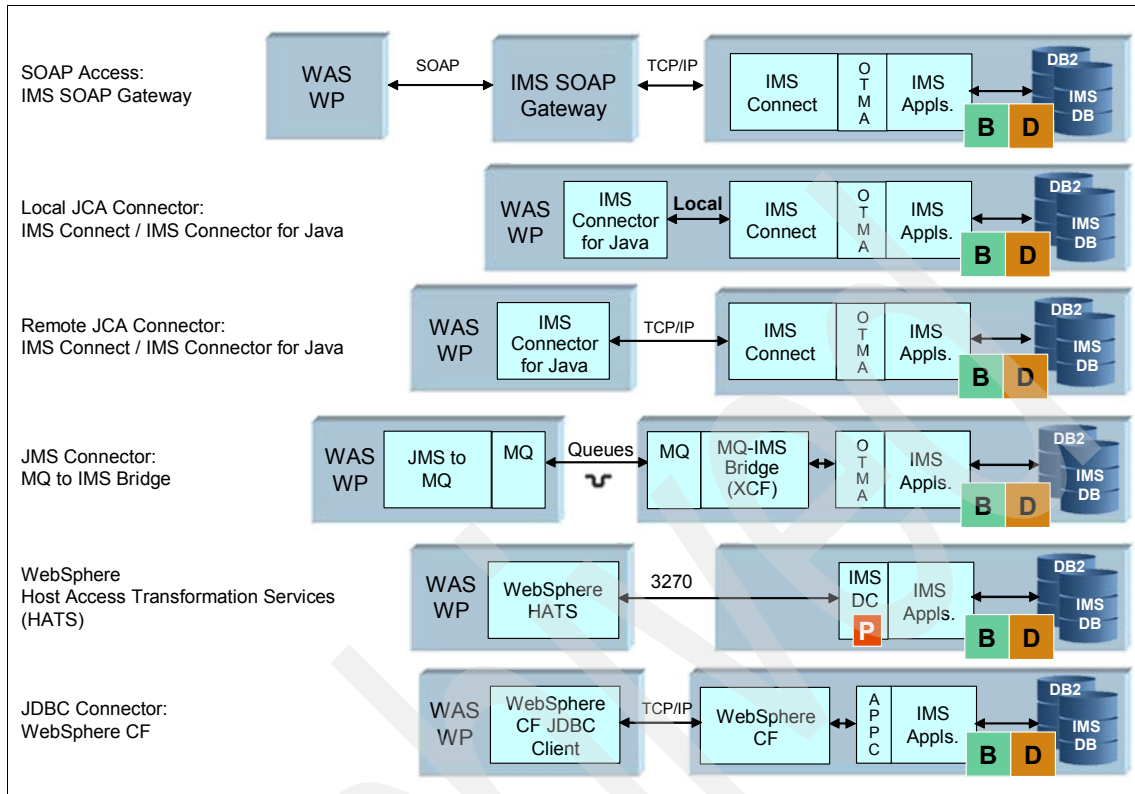 SOAP Access:
IMS SOAP Gateway
WAS
WP
SOAP
IMS SOAP
Gateway
TCP/IP
IMS
Connect
O
T
M
A
IMS
Appls.
B D
DB2
IMS
DB
Local JCA Connector:
IMS Connect / IMS Connector for Java
WAS
WP
IMS
Connector
for Java
Local
IMS
Connect
O
T
M
A
IMS
Appls.
B D
DB2
IMS
DB
Remote JCA Connector:
IMS Connect / IMS Connector for Java
WAS
WP
IMS
Connector
for Java
TCP/IP
IMS
Connect
O
T
M
A
IMS
Appls.
B D
DB2
IMS
DB
JMS Connector:
MQ to IMS Bridge
WAS
WP
JMS to
MQ
MQ
Queues
MQ
MQ-IMS
Bridge
(XCF)
O
T
M
A
IMS
Appls.
B D
DB2
IMS
DB
WebSphere
Host Access Transformation Services
(HATS)
WAS
WP
WebSphere
HATS
3270
IMS
DC
P
IMS
Appls.
B D
DB2
IMS
DB
JDBC Connector:
WebSphere CF
WAS
WP
WebSphere
CF JDBC
Client
TCP/IP
WebSphere
CF
A
P
P
C
IMS
Appls.
B D
DB2
IMS
DB